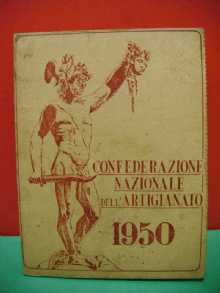 CONFEDERAZIONE
NAZIONALE
DELL'ARTIGIANATO
1950